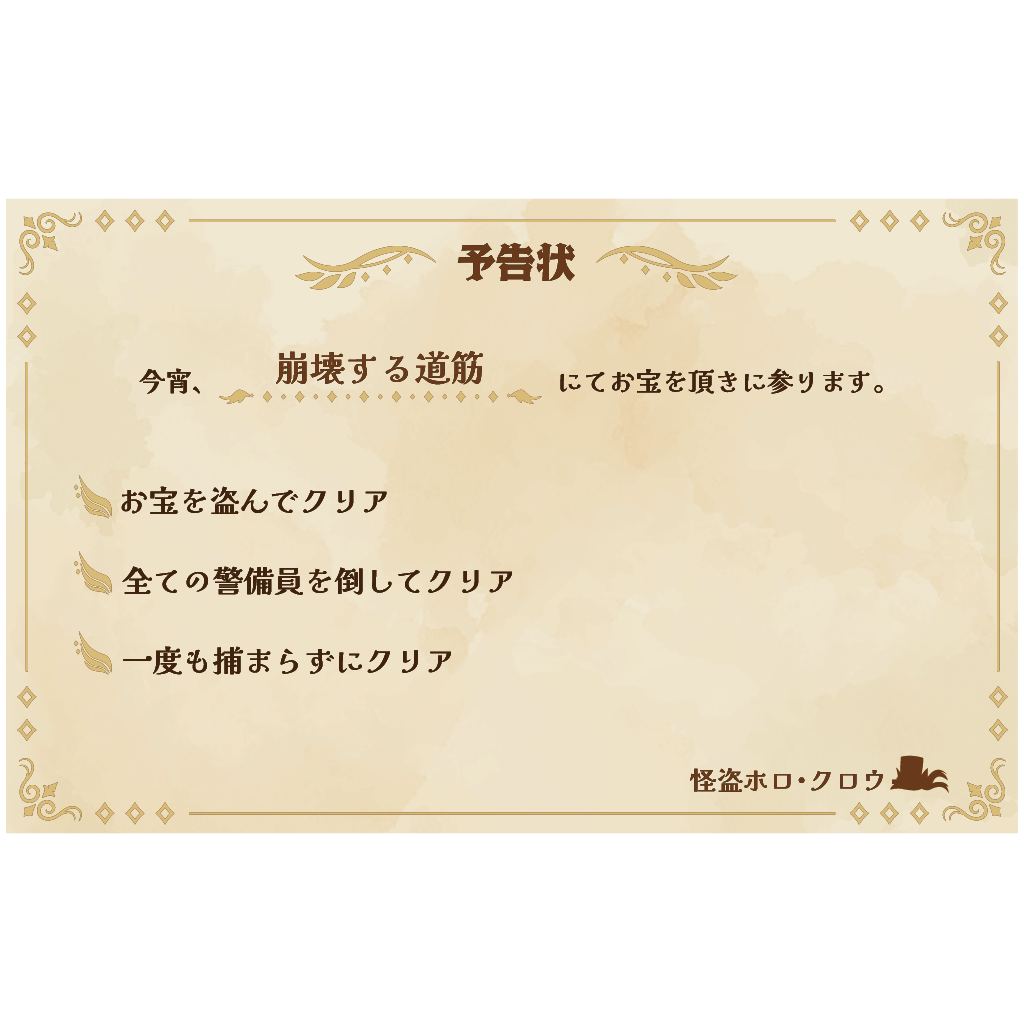 予告状
今宵、崩壊する道筋にてお宝を頂きに参ります。
お宝を盗んでクリア
全ての警備員を倒してクリア
一度も捕まらずにクリア
怪盗ホロ・クロウ